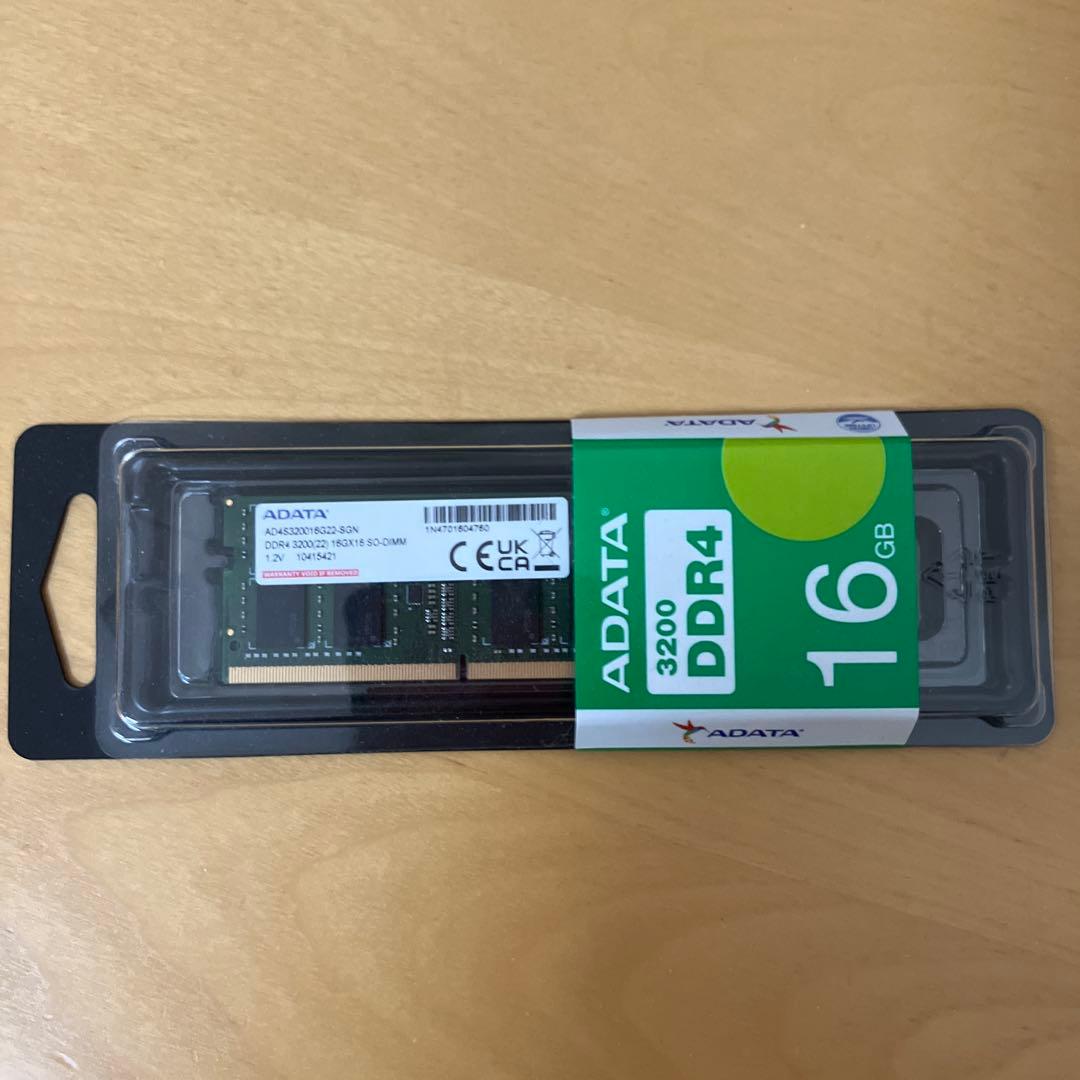 ADATA
AD4S320016G22-SGN
DDR4 3200(22) 16GX16 SO-DIMM
1.2V 10415421
WARRANTY VOID IF REMOVED
1N4701604760
CE UK
CA
ADATA
3200
DDR4
16GB
ADATA
ADATA